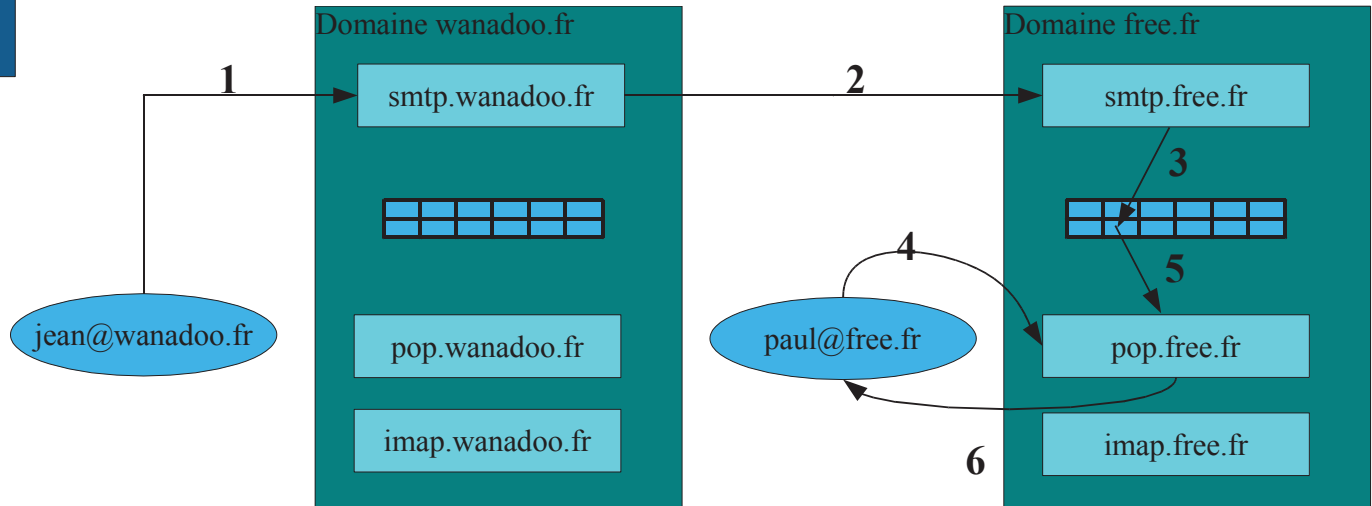 Domaine wanadoo.fr
Domaine free.fr
1
smtp.wanadoo.fr
2
smtp.free.fr
3
4
5
jean@wanadoo.fr
pop.wanadoo.fr
paul@free.fr
pop.free.fr
imap.wanadoo.fr
6
imap.free.fr